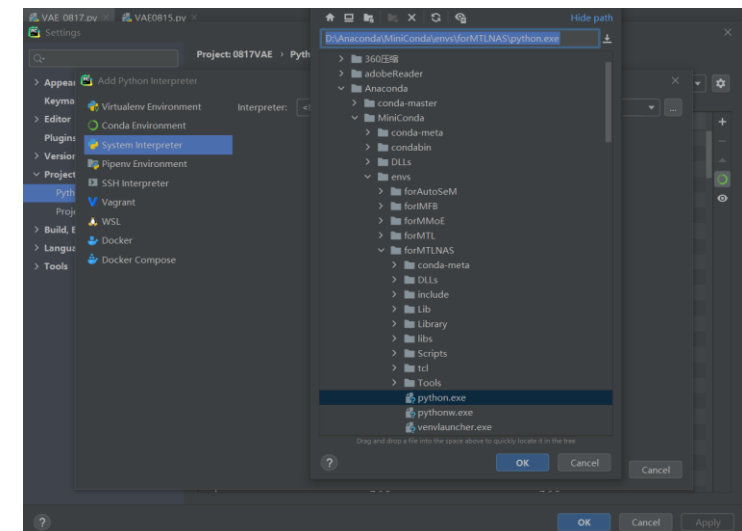 VAE 0817.py
VAE0815.py
Settings
Hide path
D:\Anaconda\MiniConda\envs\forMTLNAS\python.exe
Project: 0817VAE
Add Python Interpreter
Virtualenv Environment
Conda Environment
System Interpreter
Pipenv Environment
SSH Interpreter
Vagrant
WSL
Docker
Docker Compose
Interpreter:
Appear
Keyma
Editor
Plugins
Version
Project
Pyth
Proje
Build, E
Langua
Tools
360压缩
adobeReader
Anaconda
conda-master
MiniConda
conda-meta
condabin
DLLs
envs
forAutoSeM
forIMFB
forMMoE
forMTL
forMTLNAS
conda-meta
DLLs
include
Lib
Library
libs
Scripts
tcl
Tools
python.exe
pythonw.exe
venvlauncher.exe
Drag and drop a file into the space above to quickly locate it in the tree
? OK Cancel
Cancel
? OK Cancel Apply